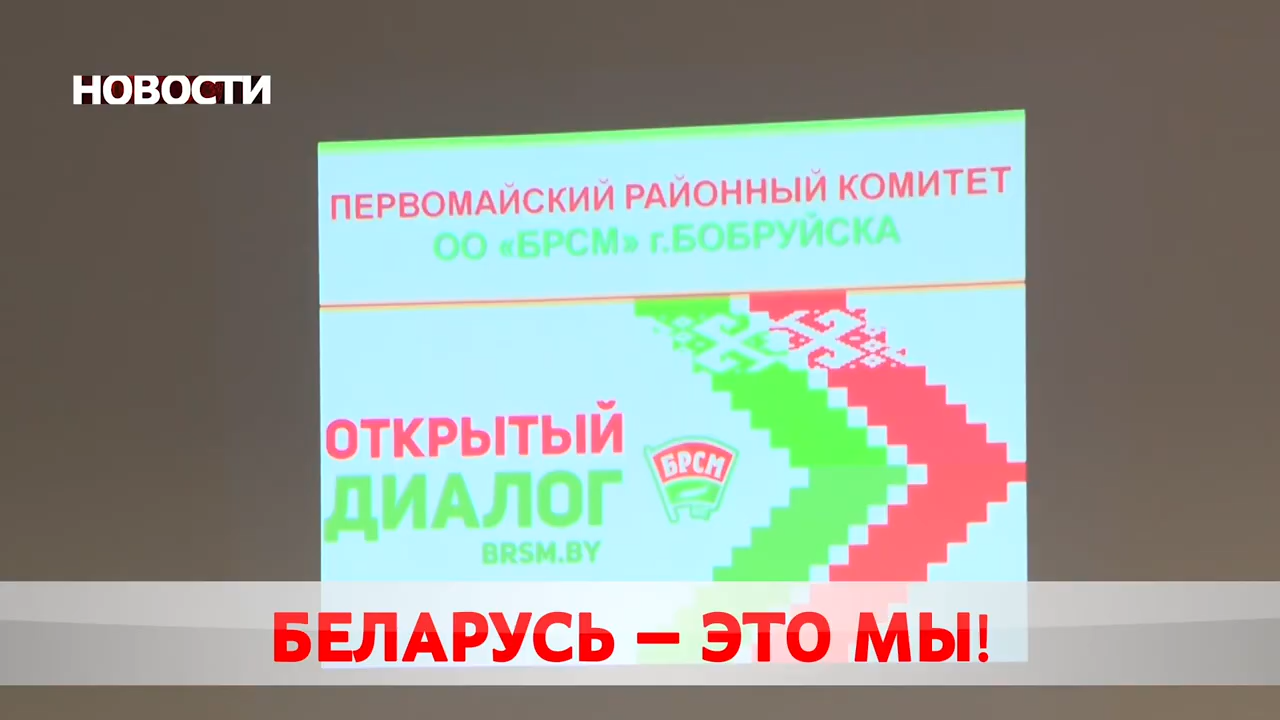 НОВОСТИ
ПЕРВОМАЙСКИЙ РАЙОННЫЙ КОМИТЕТ
ОО «БРСМ» г.БОБРУЙСКА
ОТКРЫТЫЙ
ДИАЛОГ
БРСМ
BRSM.BY
БЕЛАРУСЬ – ЭТО МЫ!